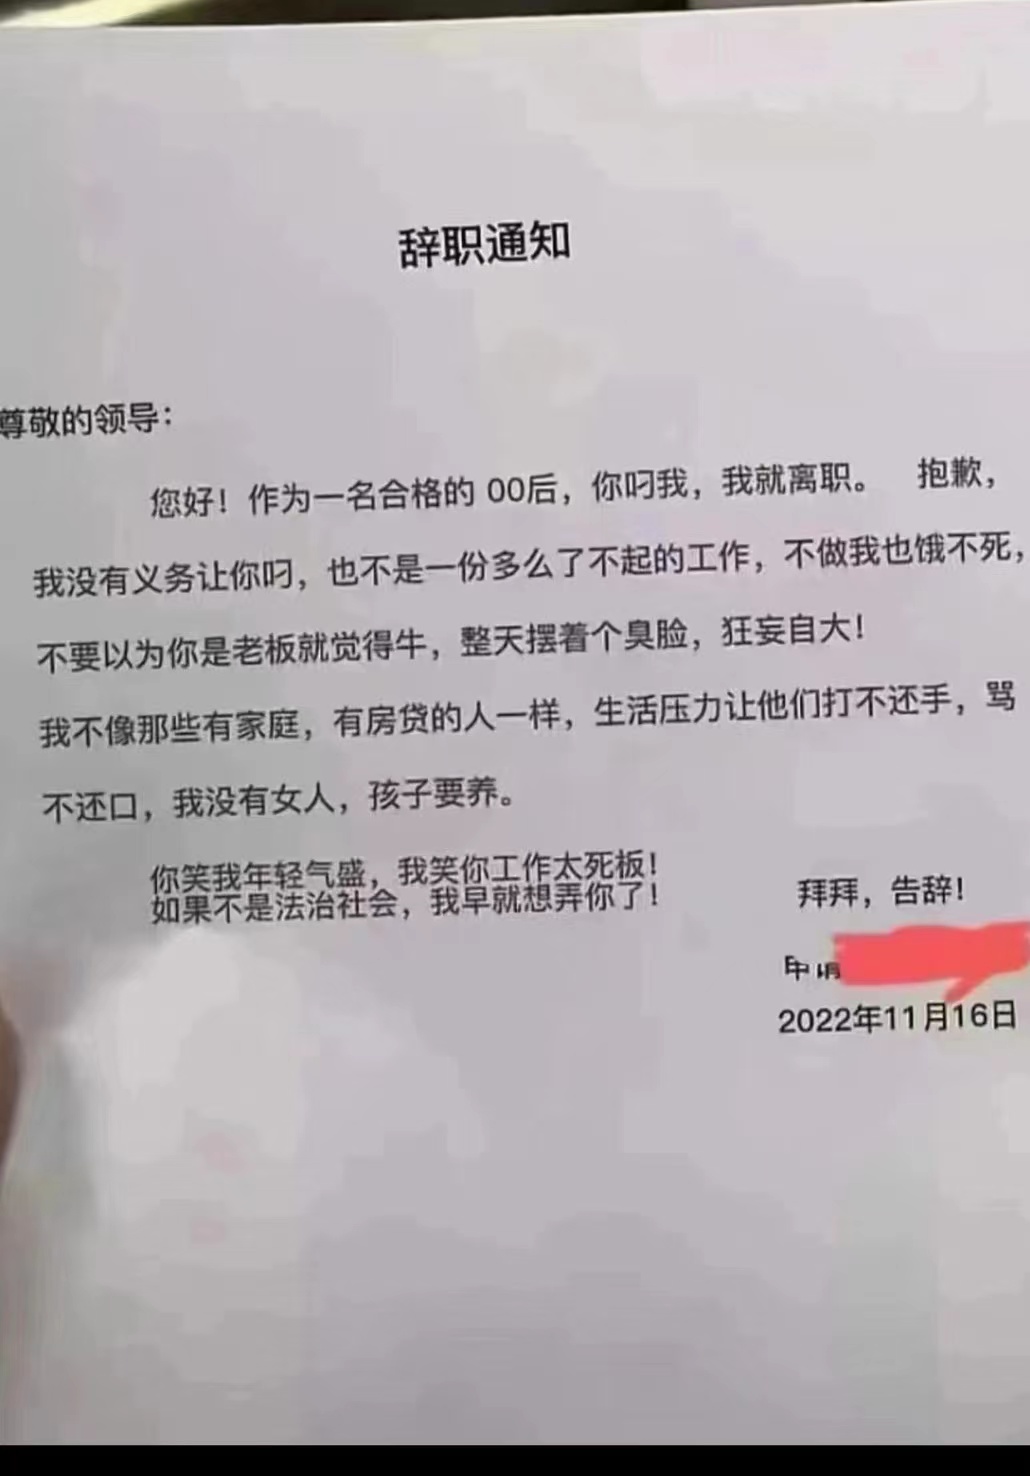 辞职通知
尊敬的领导：
您好！作为一名合格的 00后，你叼我，我就离职。 抱歉，
我没有义务让你叼，也不是一份多么了不起的工作，不做我也饿不死，
不要以为你是老板就觉得牛，整天摆着个臭脸，狂妄自大！
我不像那些有家庭，有房贷的人一样，生活压力让他们打不还手，骂
不还口，我没有女人，孩子要养。
你笑我年轻气盛，我笑你工作太死板！
如果不是法治社会，我早就想弄你了！
拜拜，告辞！
申请
2022年11月16日